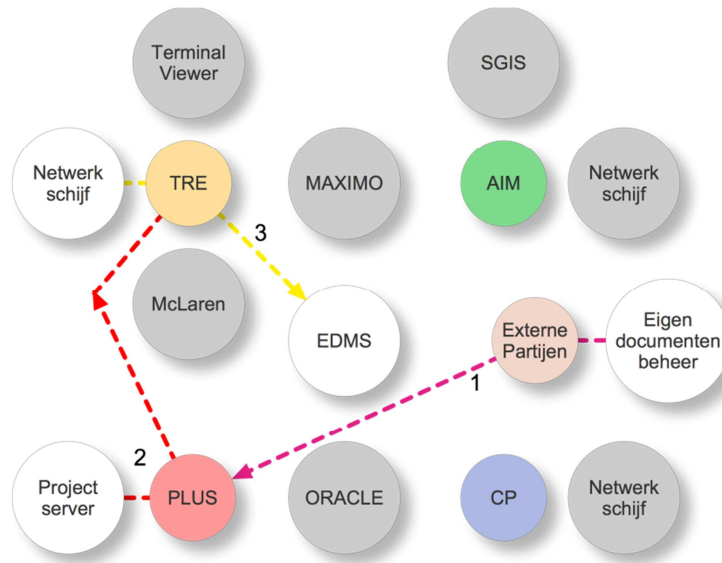 Terminal
Viewer
SGIS
Netwerk
schijf
TRE
MAXIMO
AIM
Netwerk
schijf
3
McLaren
EDMS
Externe
Partijen
Eigen
documenten
beheer
1
2
Project
server
PLUS
ORACLE
CP
Netwerk
schijf